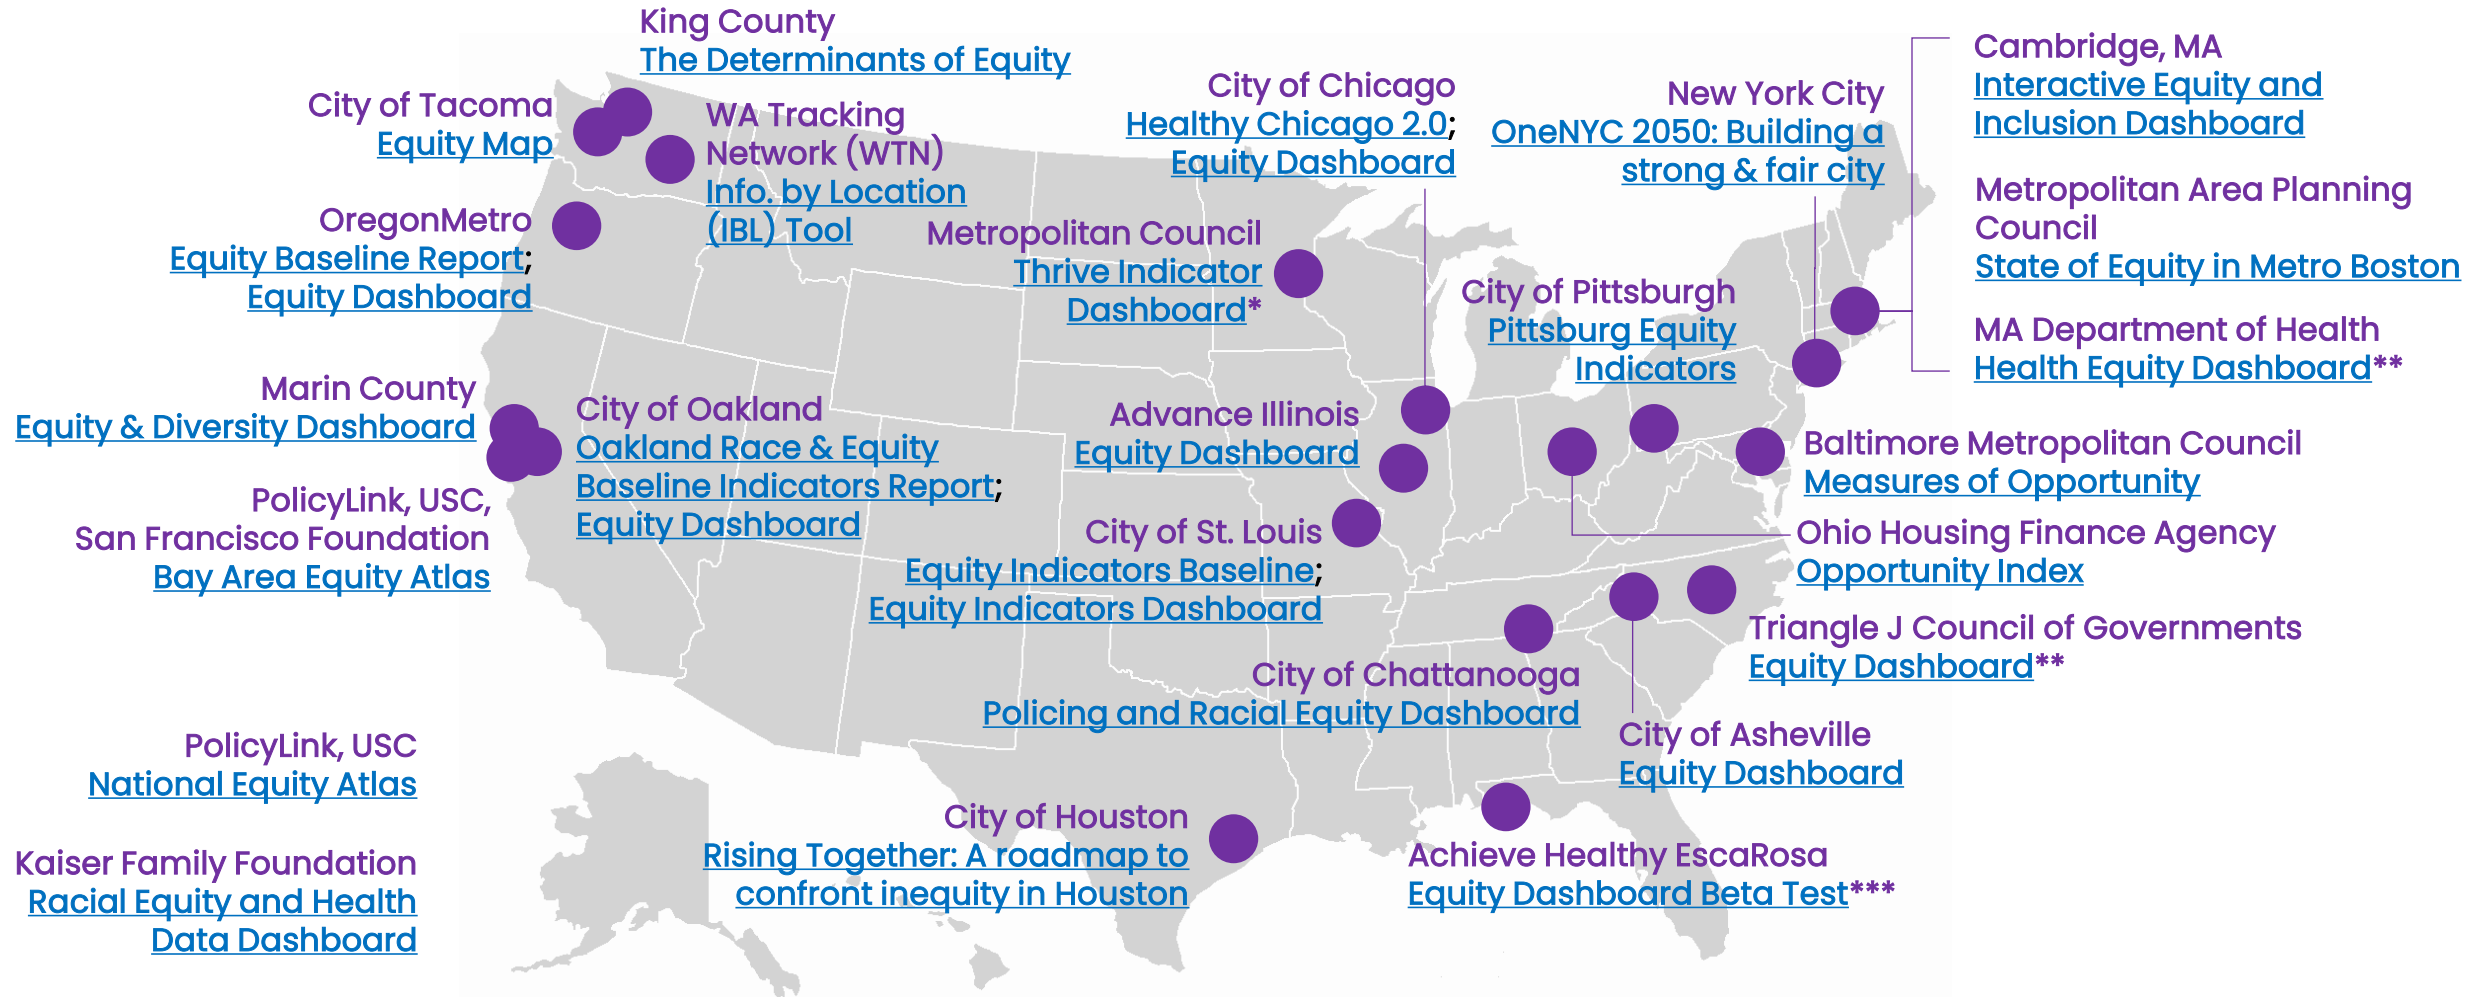 King County
The Determinants of Equity
City of Tacoma
Equity Map
WA Tracking
Network (WTN)
Info. by Location
(IBL) Tool
OregonMetro
Equity Baseline Report;
Equity Dashboard
Marin County
Equity & Diversity Dashboard
City of Oakland
Oakland Race & Equity
Baseline Indicators Report;
Equity Dashboard
PolicyLink, USC,
San Francisco Foundation
Bay Area Equity Atlas
PolicyLink, USC
National Equity Atlas
Kaiser Family Foundation
Racial Equity and Health
Data Dashboard
City of Chicago
Healthy Chicago 2.0;
Equity Dashboard
Metropolitan Council
Thrive Indicator
Dashboard*
Advance Illinois
Equity Dashboard
City of St. Louis
Equity Indicators Baseline;
Equity Indicators Dashboard
City of Chattanooga
Policing and Racial Equity Dashboard
City of Houston
Rising Together: A roadmap to
confront inequity in Houston
New York City
OneNYC 2050: Building a
strong & fair city
City of Pittsburgh
Pittsburg Equity
Indicators
Cambridge, MA
Interactive Equity and
Inclusion Dashboard
Metropolitan Area Planning
Council
State of Equity in Metro Boston
MA Department of Health
Health Equity Dashboard**
Baltimore Metropolitan Council
Measures of Opportunity
Ohio Housing Finance Agency
Opportunity Index
Triangle J Council of Governments
Equity Dashboard**
City of Asheville
Equity Dashboard
Achieve Healthy EscaRosa
Equity Dashboard Beta Test***